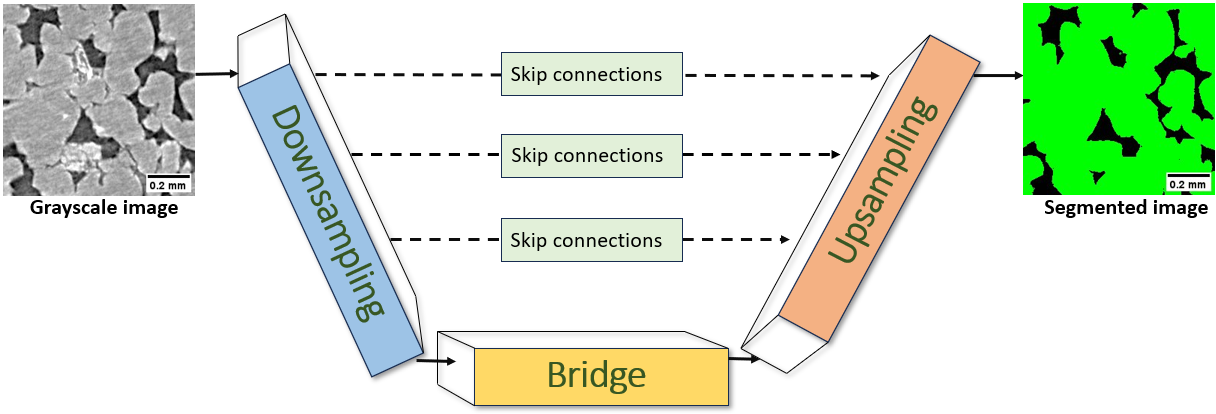 Skip connections
Skip connections
Skip connections
Downsampling
Upsampling
Bridge
0.2 mm
Grayscale image
0.2 mm
Segmented image